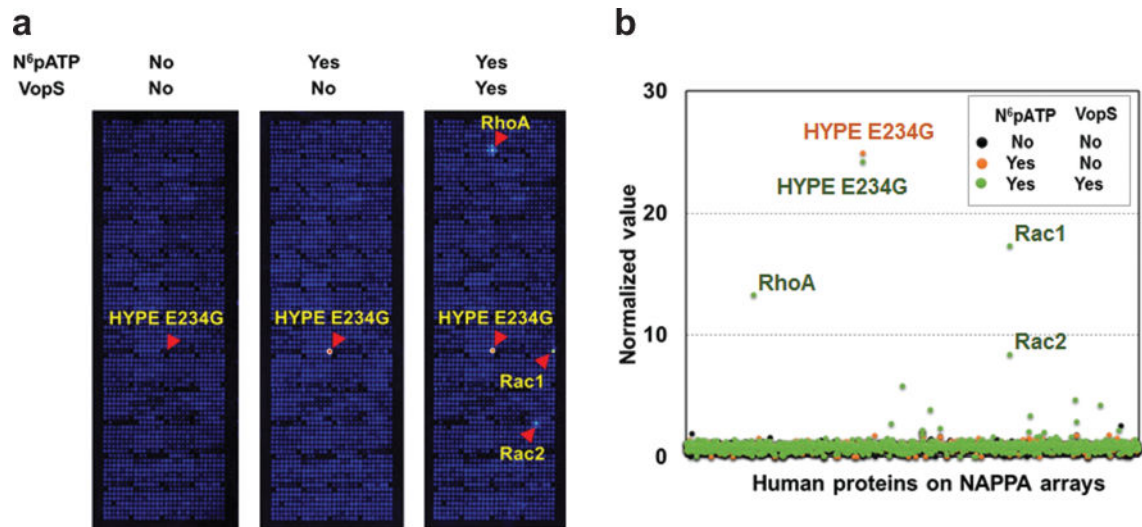 a
N⁶pATP No Yes Yes
VopS No No Yes
RhoA
HYPE E234G HYPE E234G HYPE E234G
Rac1
Rac2
b
30
20
10
0
Normalized value
N⁶pATP VopS
No No
Yes No
Yes Yes
HYPE E234G
HYPE E234G
Rac1
RhoA
Rac2
Human proteins on NAPPA arrays